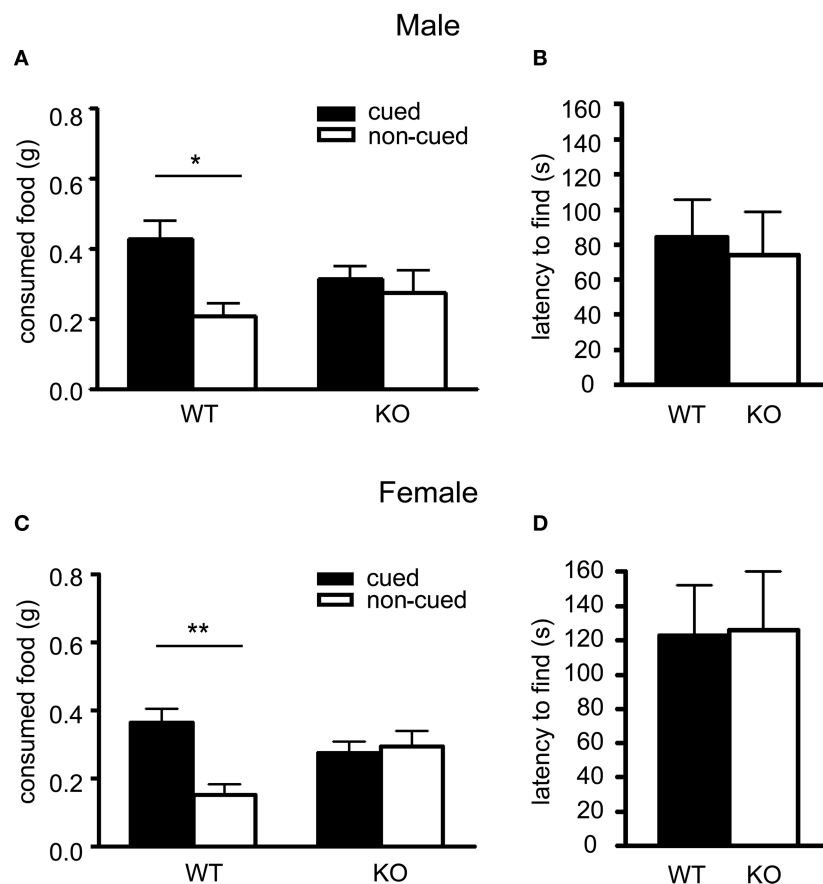 Male
A
consumed food (g)
0.8
0.6
0.4
0.2
0.0
*
cued
non-cued
WT
KO
B
latency to find (s)
160
140
120
100
80
60
40
20
0
WT
KO
Female
C
consumed food (g)
0.8
0.6
0.4
0.2
0.0
**
cued
non-cued
WT
KO
D
latency to find (s)
160
140
120
100
80
60
40
20
0
WT
KO